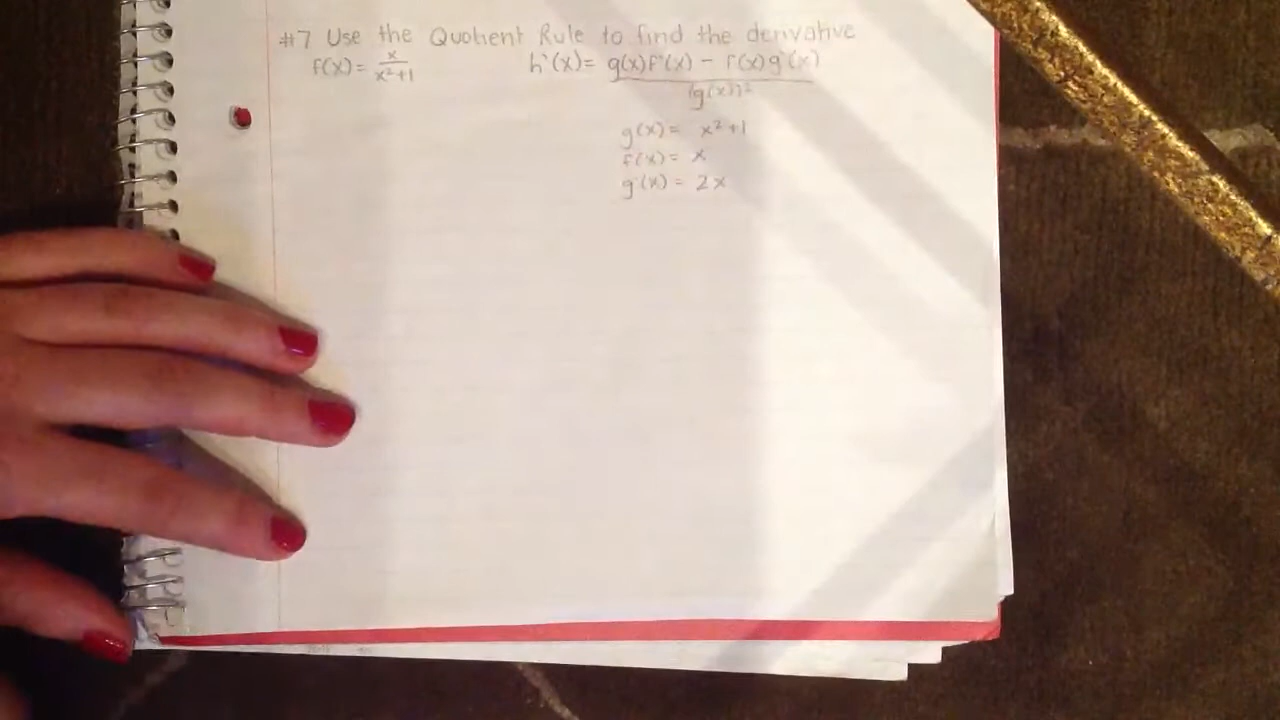 #7 Use the Quotient Rule to find the derivative
f(x) = x/(x²+1)
h'(x) = (g(x)f'(x) - f(x)g'(x))/(g(x))²
g(x) = x²+1
f(x) = x
g'(x) = 2x